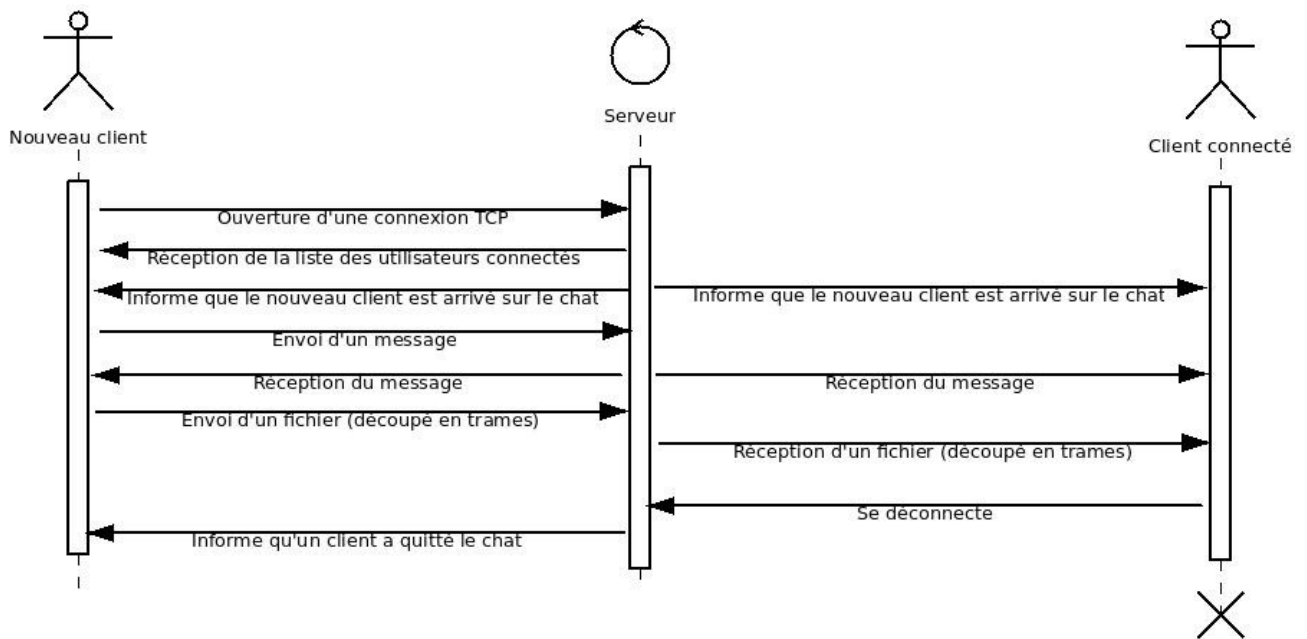 Nouveau client
Serveur
Client connecté
Ouverture d'une connexion TCP
Réception de la liste des utilisateurs connectés
Informe que le nouveau client est arrivé sur le chat
Informe que le nouveau client est arrivé sur le chat
Envoi d'un message
Réception du message
Réception du message
Envoi d'un fichier (découpé en trames)
Réception d'un fichier (découpé en trames)
Se déconnecte
Informe qu'un client a quitté le chat